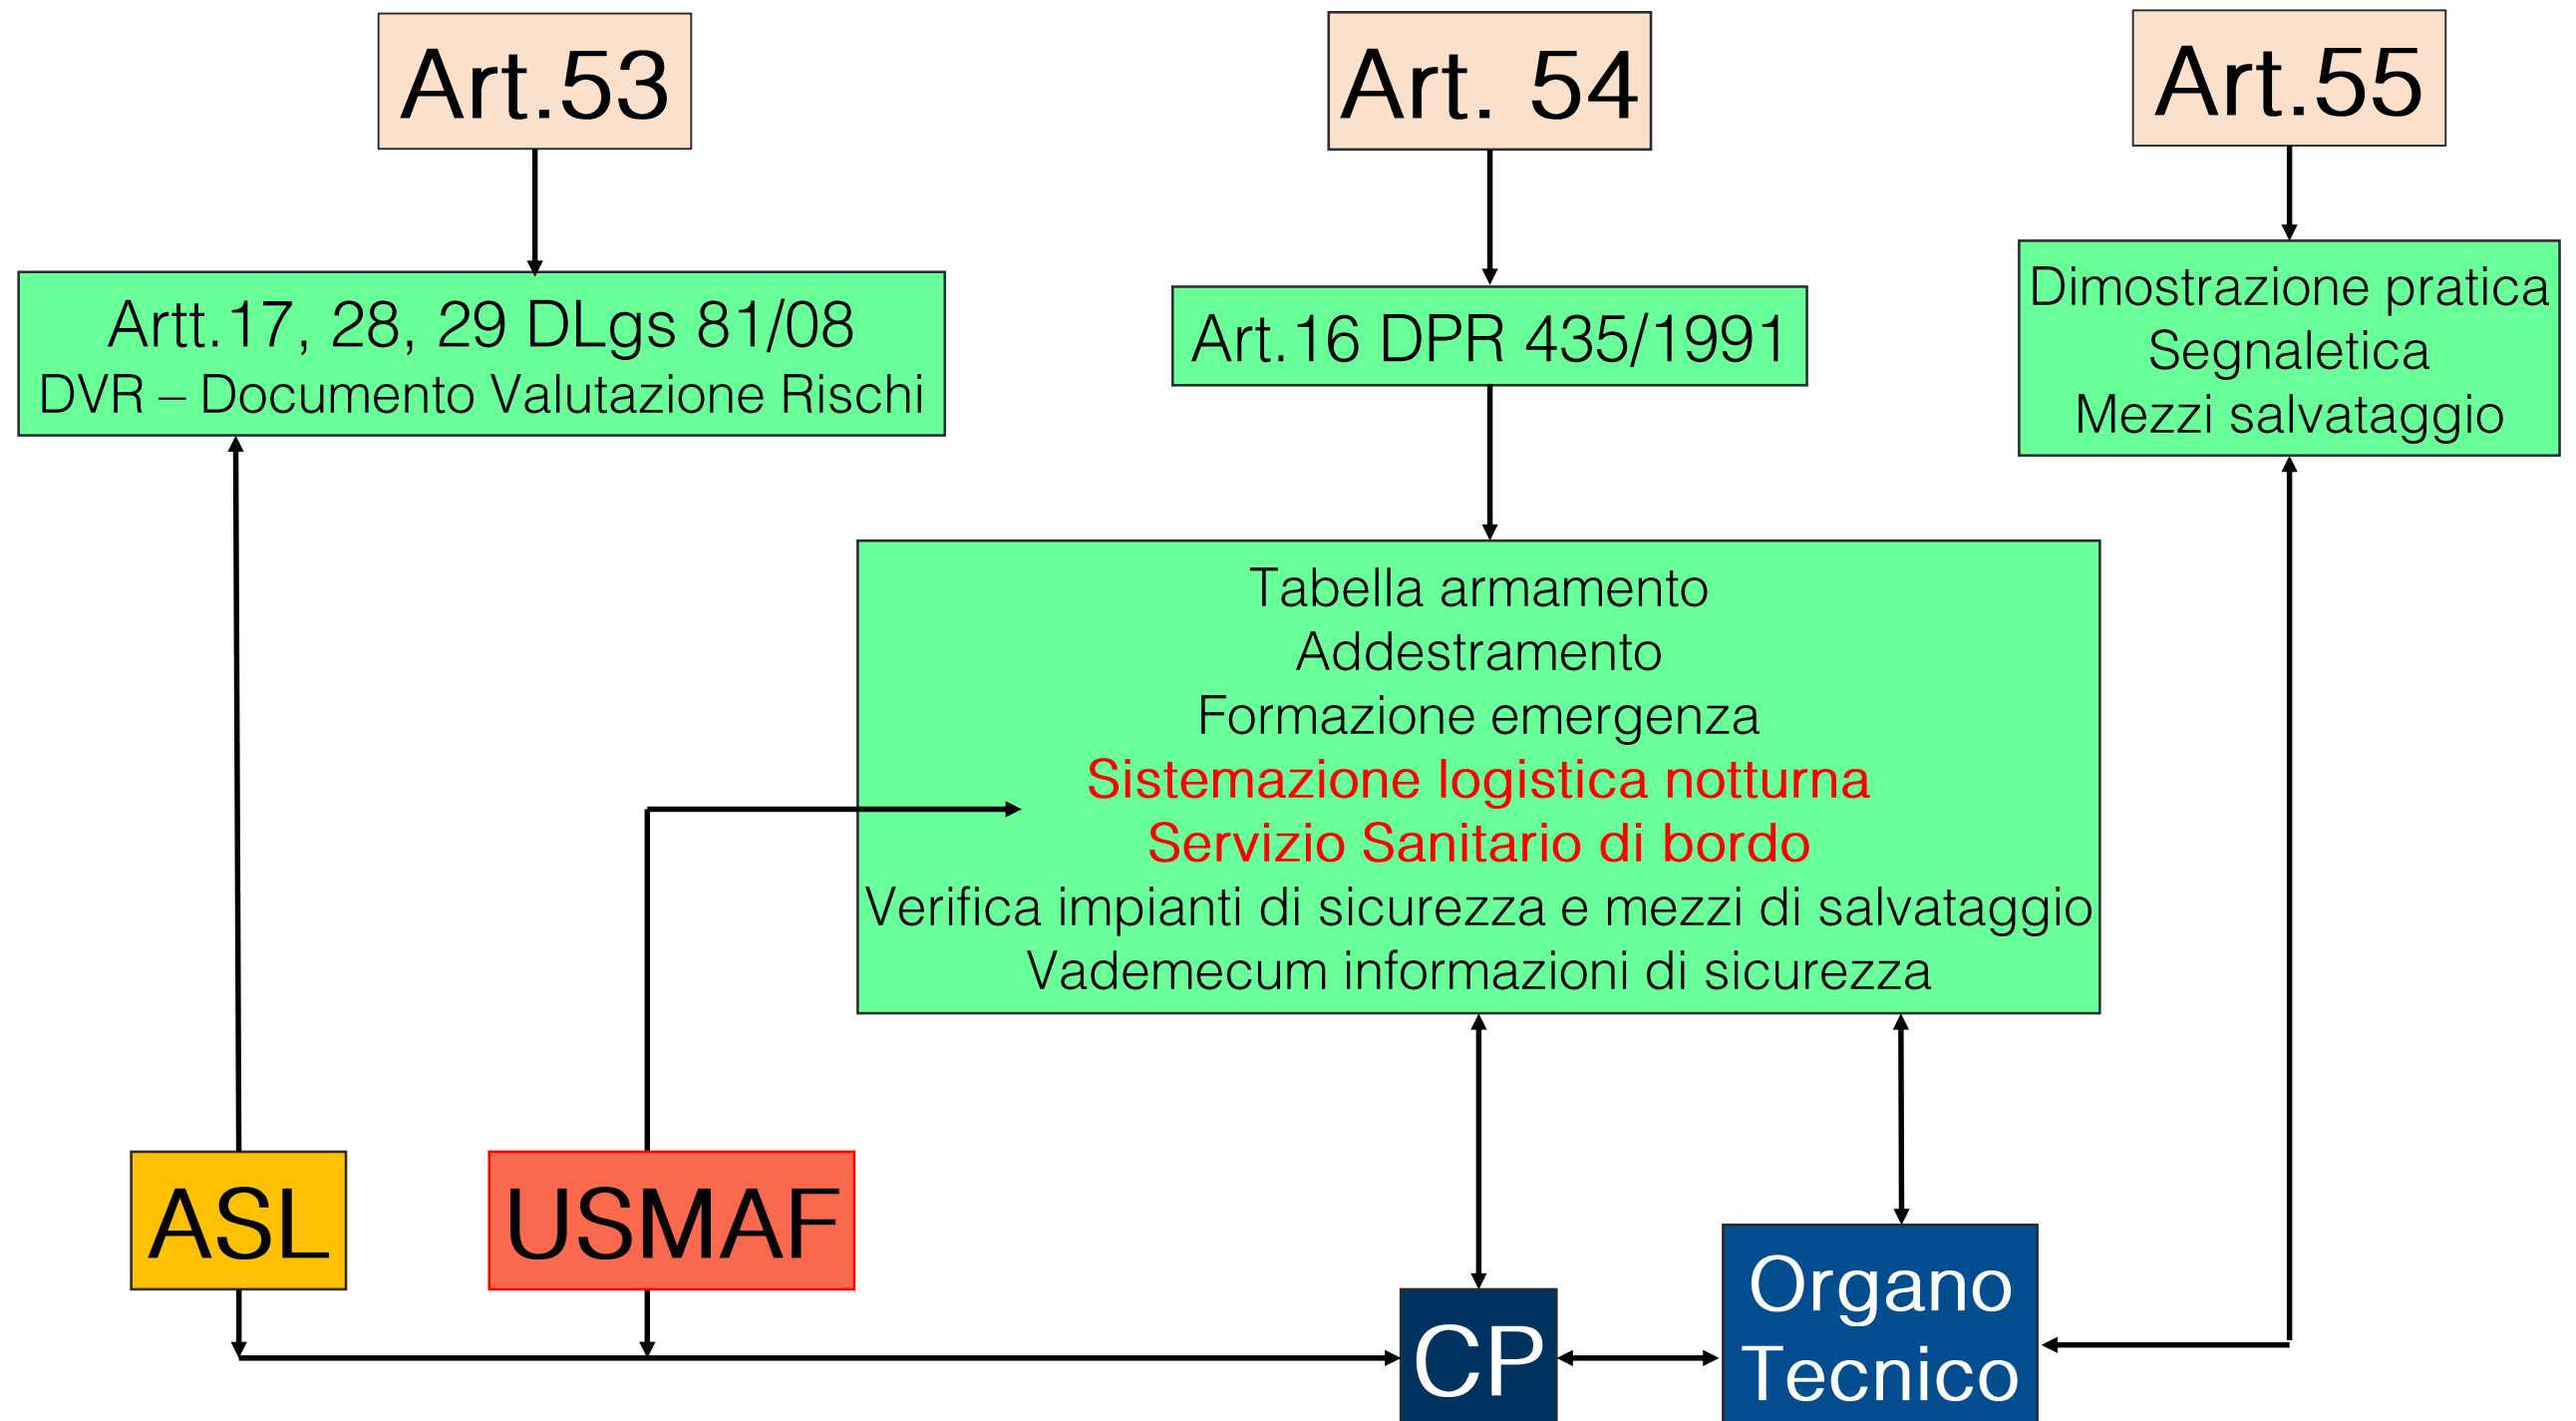 Art.53
Art. 54
Art.55
Artt.17, 28, 29 DLgs 81/08
DVR – Documento Valutazione Rischi
Art.16 DPR 435/1991
Dimostrazione pratica
Segnaletica
Mezzi salvataggio
Tabella armamento
Addestramento
Formazione emergenza
Sistemazione logistica notturna
Servizio Sanitario di bordo
Verifica impianti di sicurezza e mezzi di salvataggio
Vademecum informazioni di sicurezza
ASL
USMAF
CP
Organo
Tecnico